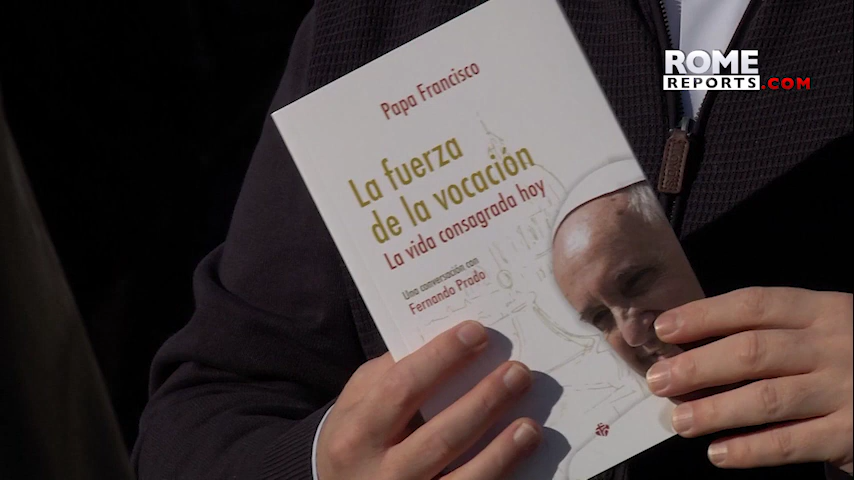 ROME
REPORTS.COM
Papa Francisco
La fuerza
de la vocación
La vida consagrada hoy
Una conversación con
Fernando Prado